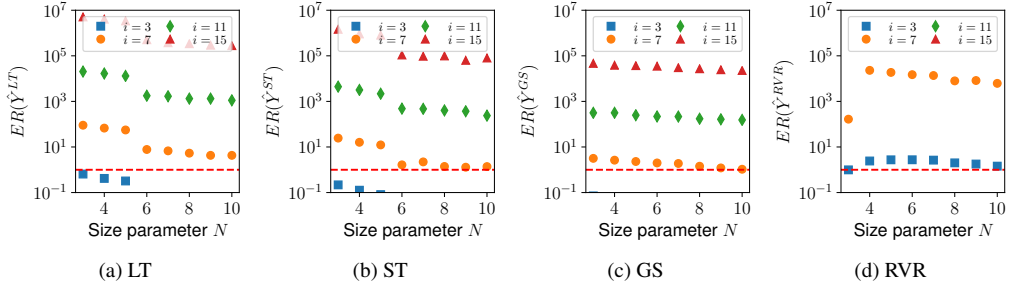 10^7
10^5
10^3
10^1
10^{-1}
ER(Ŷ^{LT})
i = 3
i = 7
i = 11
i = 15
4 6 8 10
Size parameter N
(a) LT
10^7
10^5
10^3
10^1
10^{-1}
ER(Ŷ^{ST})
i = 3
i = 7
i = 11
i = 15
4 6 8 10
Size parameter N
(b) ST
10^7
10^5
10^3
10^1
10^{-1}
ER(Ŷ^{GS})
i = 3
i = 7
i = 11
i = 15
4 6 8 10
Size parameter N
(c) GS
10^7
10^5
10^3
10^1
10^{-1}
ER(Ŷ^{RVR})
i = 3
i = 7
i = 11
i = 15
4 6 8 10
Size parameter N
(d) RVR